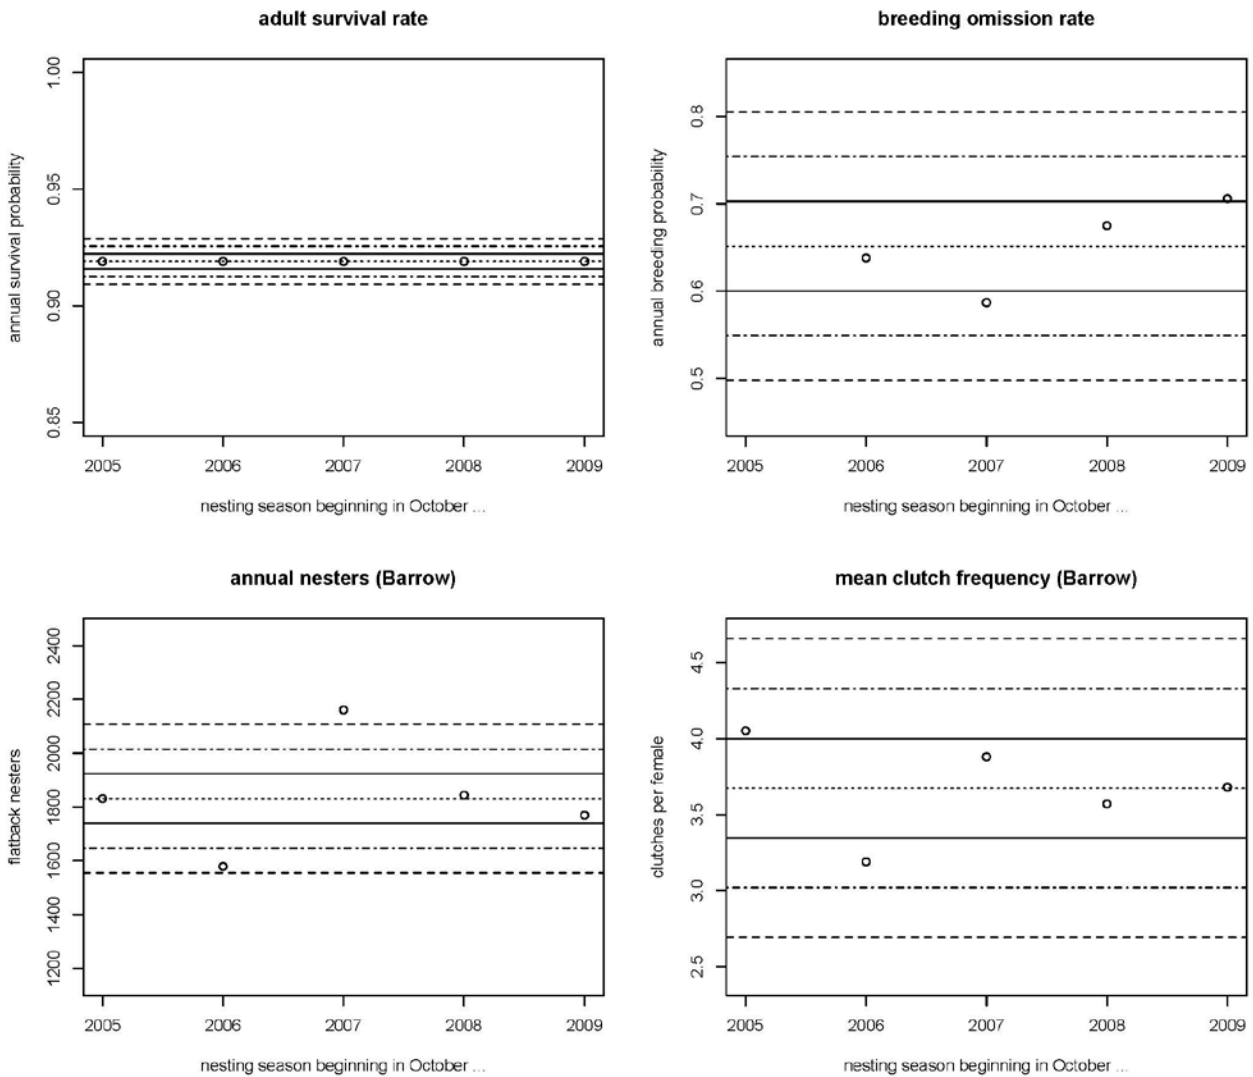 adult survival rate
annual survival probability
1.00
0.95
0.90
0.85
2005 2006 2007 2008 2009
nesting season beginning in October ...
breeding omission rate
annual breeding probability
0.8
0.7
0.6
0.5
2005 2006 2007 2008 2009
nesting season beginning in October ...
annual nesters (Barrow)
flatback nesters
2400
2200
2000
1800
1600
1400
1200
2005 2006 2007 2008 2009
nesting season beginning in October ...
mean clutch frequency (Barrow)
clutches per female
4.5
4.0
3.5
3.0
2.5
2005 2006 2007 2008 2009
nesting season beginning in October ...